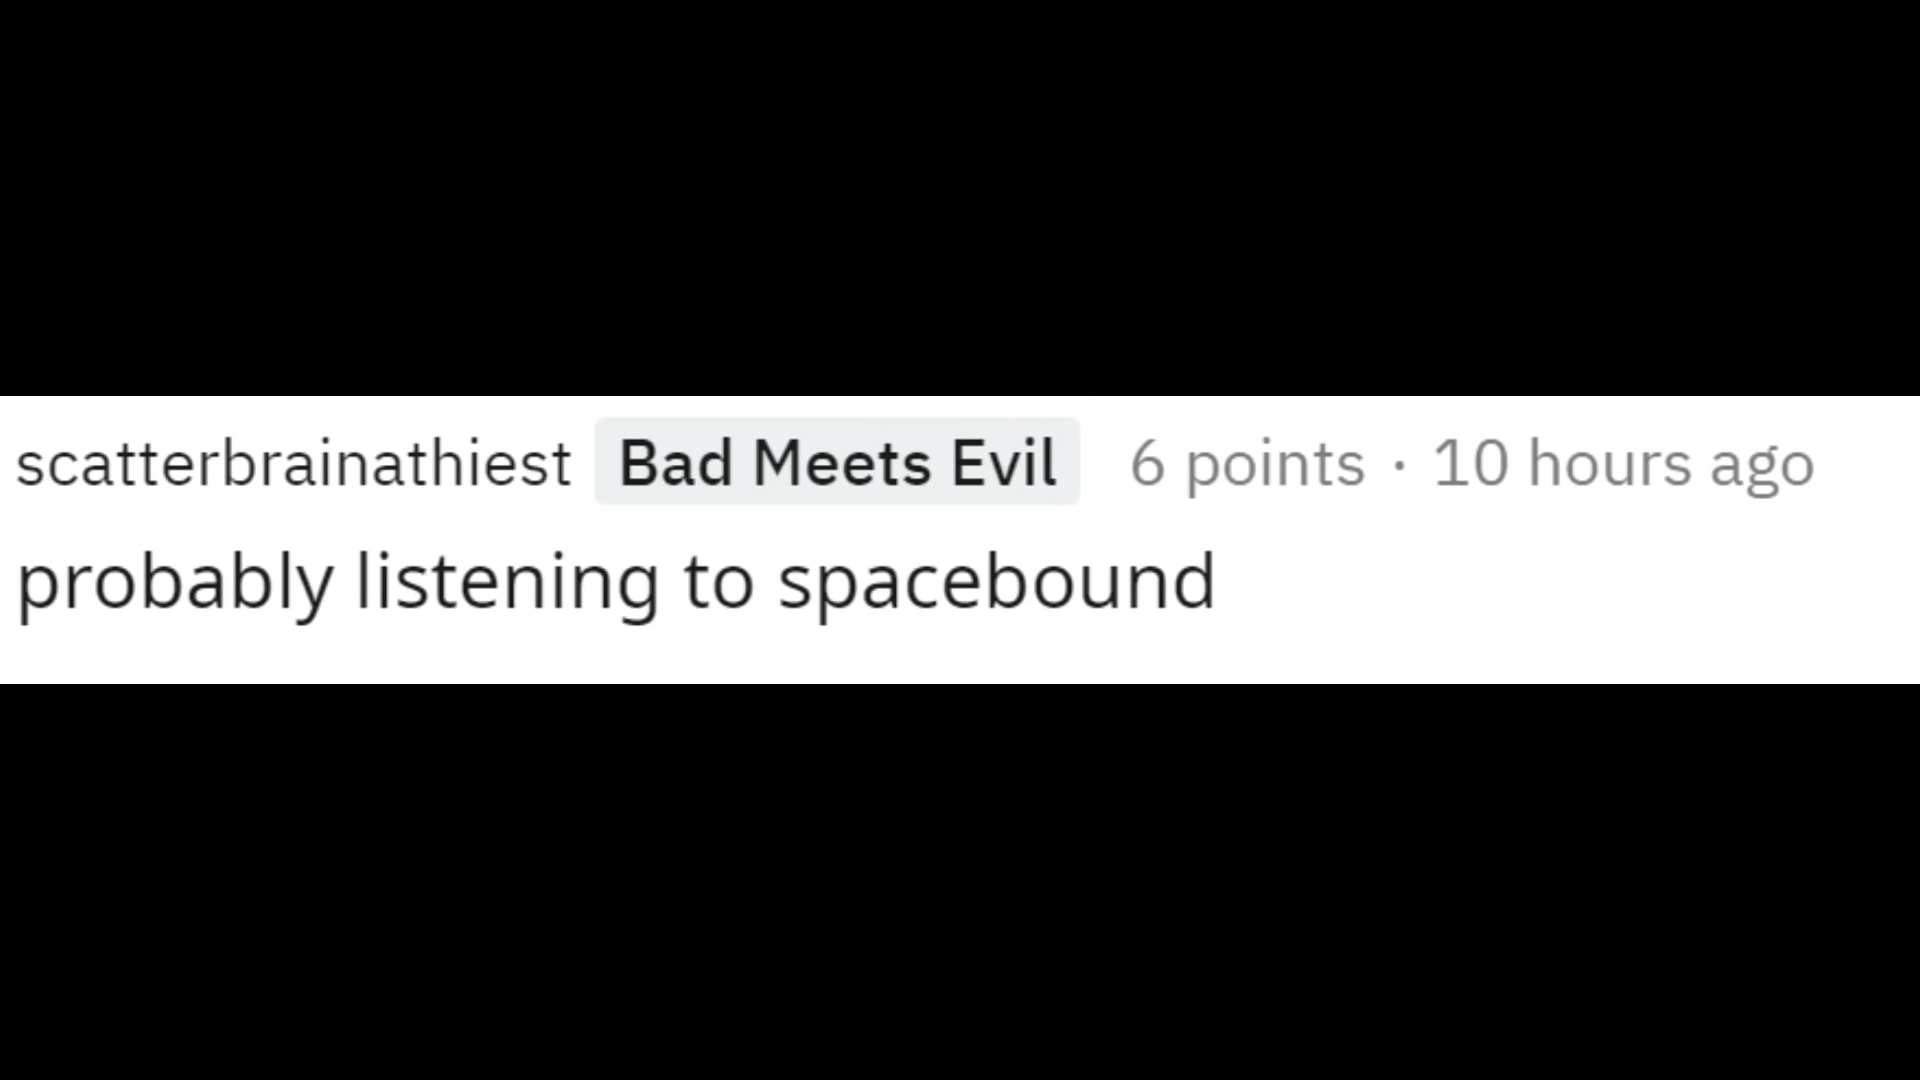 scatterbrainathiest Bad Meets Evil 6 points · 10 hours ago
probably listening to spacebound